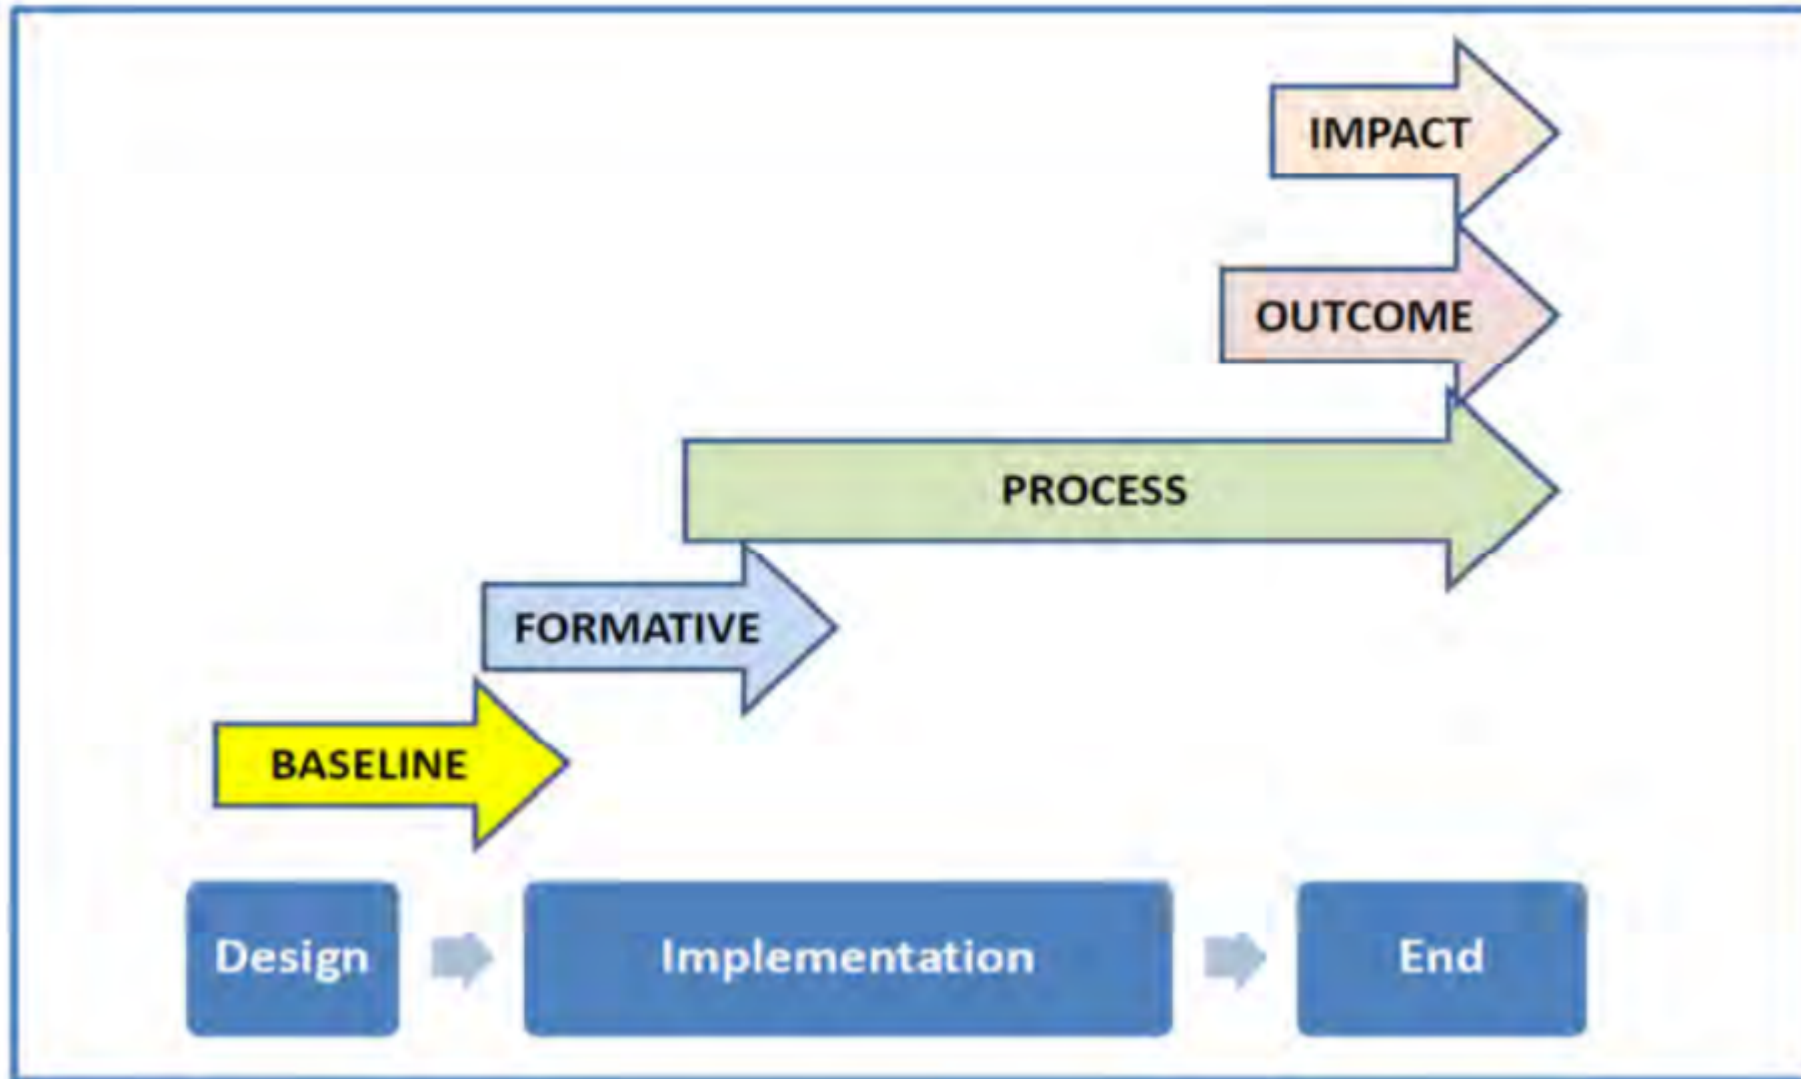 IMPACT
OUTCOME
PROCESS
FORMATIVE
BASELINE
Design Implementation End